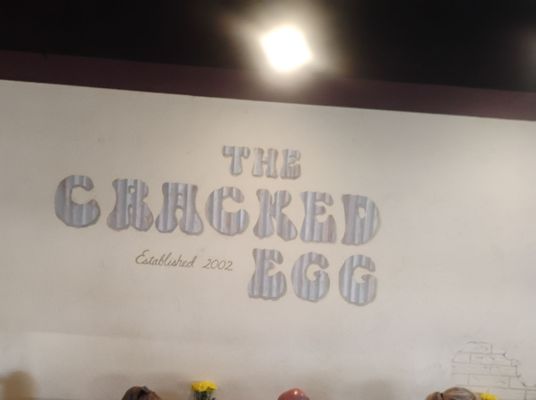 THE
CRACKED
Established 2002
EGG